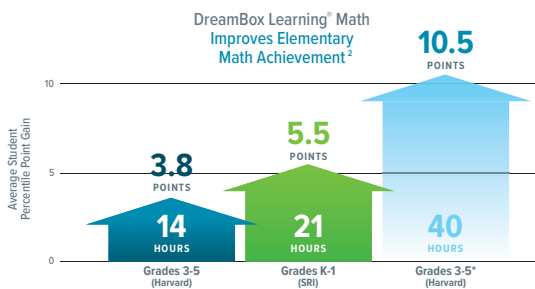 DreamBox Learning® Math
Improves Elementary
Math Achievement²
10.5
POINTS
10
5.5
POINTS
3.8
POINTS
5
Average Student
Percentile Point Gain
14
HOURS
21
HOURS
40
HOURS
0
Grades 3-5
(Harvard)
Grades K-1
(SRI)
Grades 3-5*
(Harvard)